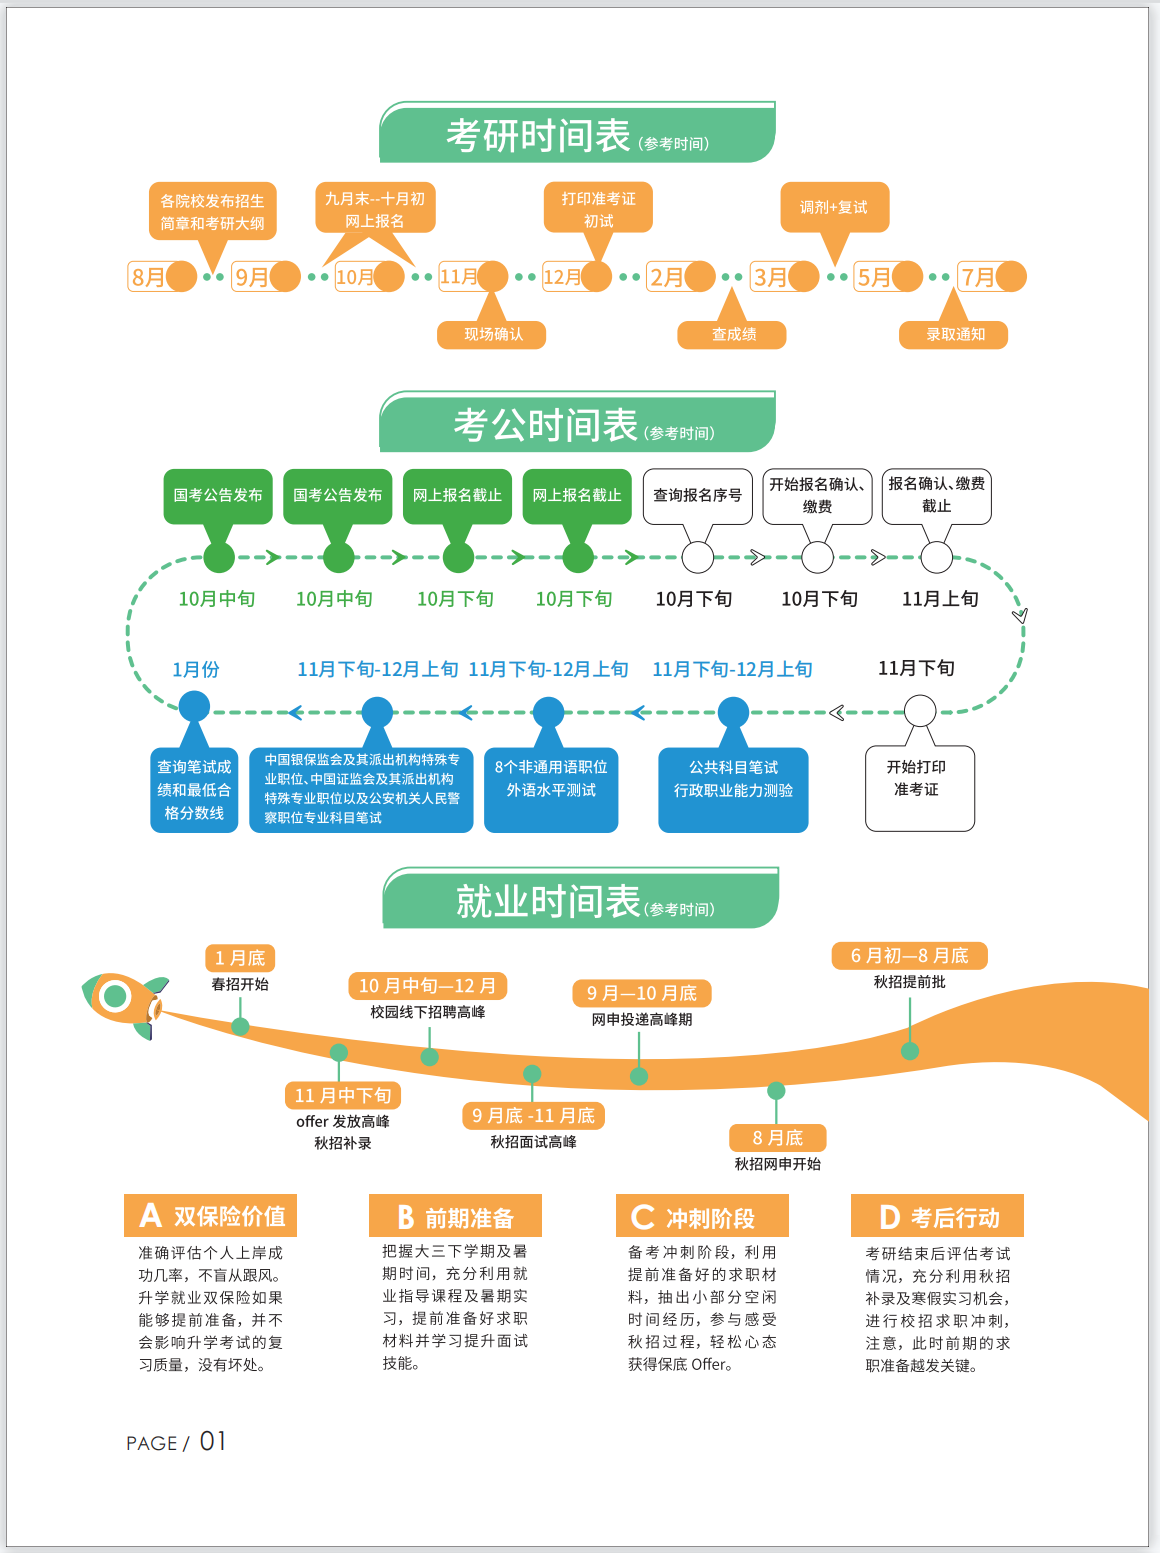 考研时间表(参考时间)
各院校发布招生
简章和考研大纲
九月末--十月初
网上报名
打印准考证
初试
调剂+复试
8月
9月
10月
11月
12月
2月
3月
5月
7月
现场确认
查成绩
录取通知
考公时间表(参考时间)
国考公告发布
国考公告发布
网上报名截止
网上报名截止
查询报名序号
开始报名确认、
缴费
报名确认、缴费
截止
10月中旬
10月中旬
10月下旬
10月下旬
10月下旬
10月下旬
11月上旬
1月份
11月下旬-12月上旬
11月下旬-12月上旬
11月下旬-12月上旬
11月下旬
查询笔试成
绩和最低合
格分数线
中国银保监会及其派出机构特殊专
业职位、中国证监会及其派出机构
特殊专业职位以及公安机关人民警
察职位专业科目笔试
8个非通用语职位
外语水平测试
公共科目笔试
行政职业能力测验
开始打印
准考证
就业时间表(参考时间)
1 月底
春招开始
10 月中旬—12 月
校园线下招聘高峰
9 月—10 月底
网申投递高峰期
6 月初—8 月底
秋招提前批
11 月中下旬
offer 发放高峰
秋招补录
9 月底 -11 月底
秋招面试高峰
8 月底
秋招网申开始
A 双保险价值
准确评估个人上岸成
功几率，不盲从跟风。
升学就业双保险如果
能够提前准备，并不
会影响升学考试的复
习质量，没有坏处。
B 前期准备
把握大三下学期及暑
期时间，充分利用就
业指导课程及暑期实
习，提前准备好求职
材料并学习提升面试
技能。
C 冲刺阶段
备考冲刺阶段，利用
提前准备好的求职材
料，抽出小部分空闲
时间经历，参与感受
秋招过程，轻松心态
获得保底 Offer。
D 考后行动
考研结束后评估考试
情况，充分利用秋招
补录及寒假实习机会，
进行校招求职冲刺，
注意，此时前期的求
职准备越发关键。
PAGE / 01